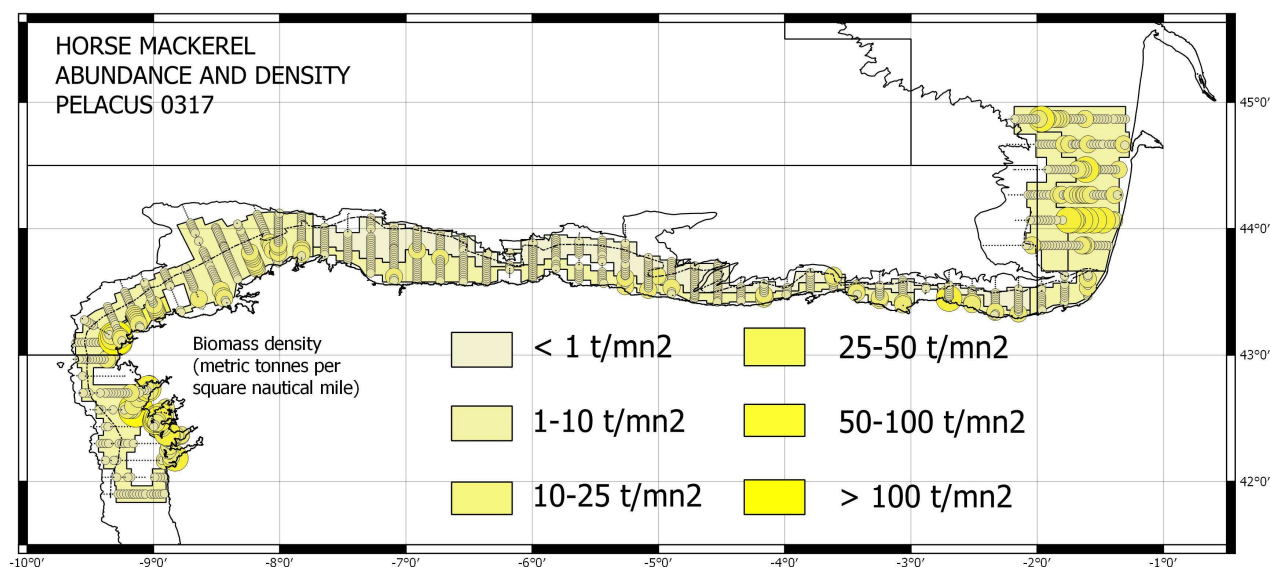 HORSE MACKEREL
ABUNDANCE AND DENSITY
PELACUS 0317
45°0′
44°0′
Biomass density
(metric tonnes per
square nautical mile)
< 1 t/mn2
25-50 t/mn2
43°0′
1-10 t/mn2
50-100 t/mn2
10-25 t/mn2
> 100 t/mn2
42°0′
-10°0′ -9°0′ -8°0′ -7°0′ -6°0′ -5°0′ -4°0′ -3°0′ -2°0′ -1°0′